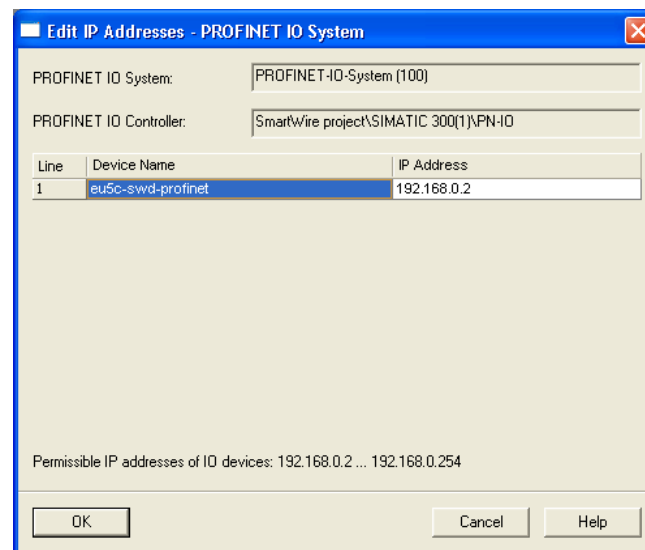 Edit IP Addresses - PROFINET IO System
PROFINET IO System: PROFINET-IO-System (100)
PROFINET IO Controller: SmartWire project\SIMATIC 300(1)\PN-IO
Line Device Name IP Address
1 eu5c-swd-profinet 192.168.0.2
Permissible IP addresses of IO devices: 192.168.0.2 ... 192.168.0.254
OK Cancel Help